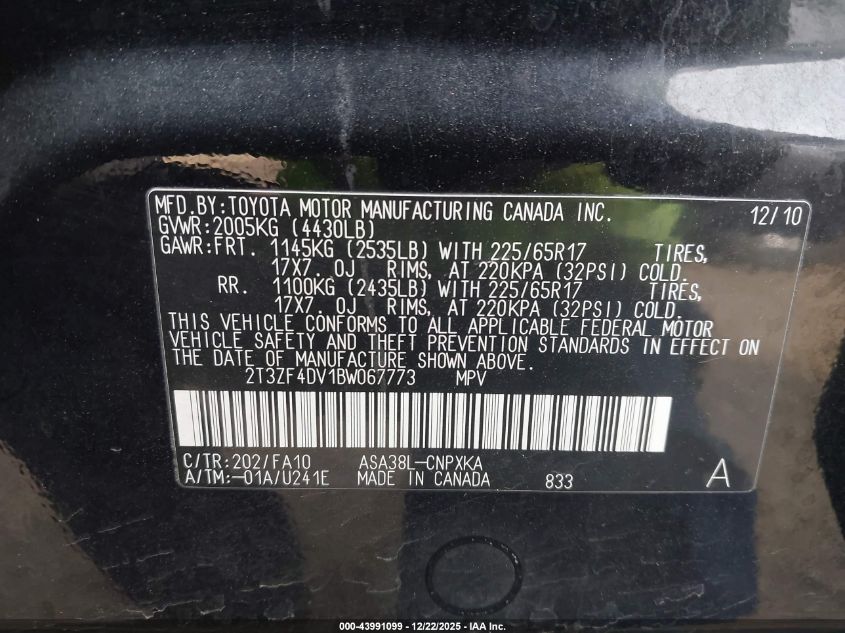 MFD.BY:TOYOTA MOTOR MANUFACTURING CANADA INC. 12/10
GVWR:2005KG (4430LB)
GAWR:FRT. 1145KG (2535LB) WITH 225/65R17 TIRES,
17X7. 0J RIMS, AT 220KPA (32PSI) COLD.
RR. 1100KG (2435LB) WITH 225/65R17 TIRES,
17X7. 0J RIMS, AT 220KPA (32PSI) COLD.
THIS VEHICLE CONFORMS TO ALL APPLICABLE FEDERAL MOTOR
VEHICLE SAFETY AND THEFT PREVENTION STANDARDS IN EFFECT ON
THE DATE OF MANUFACTURE SHOWN ABOVE.
2T3ZF4DV1BW067773 MPV
C/TR:202/FA10 ASA38L-CNPXKA
A/TM:-01A/U241E MADE IN CANADA 833 A
000-43991099 - 12/22/2025 - IAA Inc.